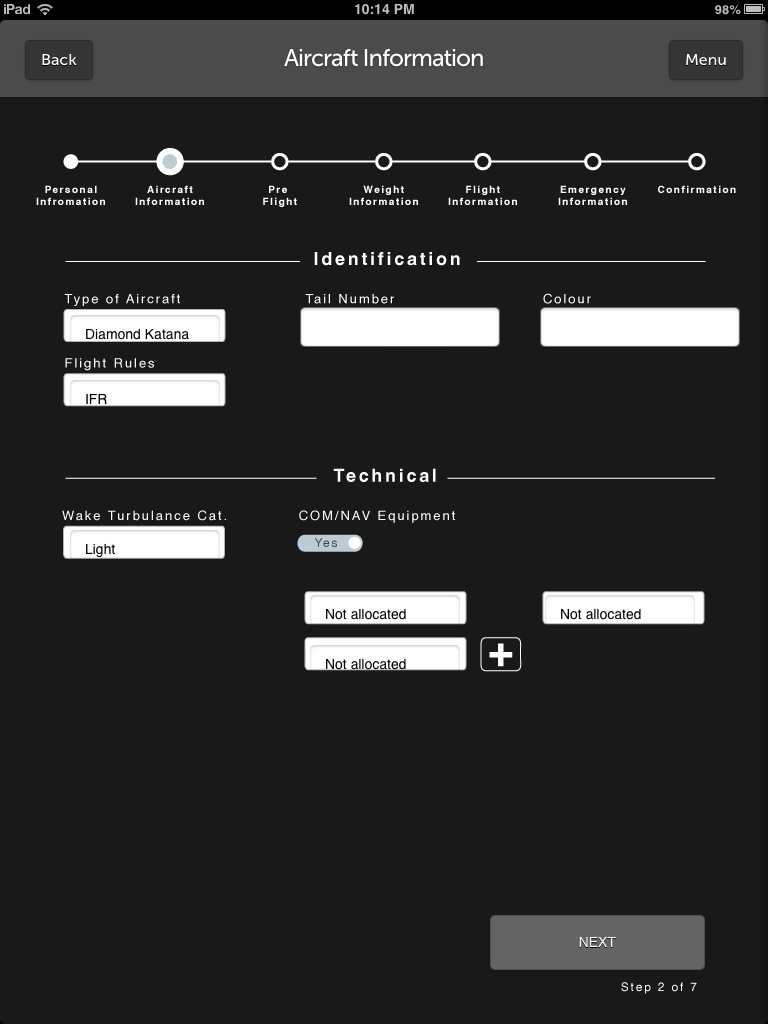 iPad 10:14 PM 98%
Back Aircraft Information Menu
Personal Aircraft Pre Weight Flight Emergency Confirmation
Infromation Information Flight Information Information Information
Identification
Type of Aircraft Tail Number Colour
Diamond Katana
Flight Rules
IFR
Technical
Wake Turbulance Cat. COM/NAV Equipment
Light Yes
Not allocated Not allocated
Not allocated
NEXT
Step 2 of 7